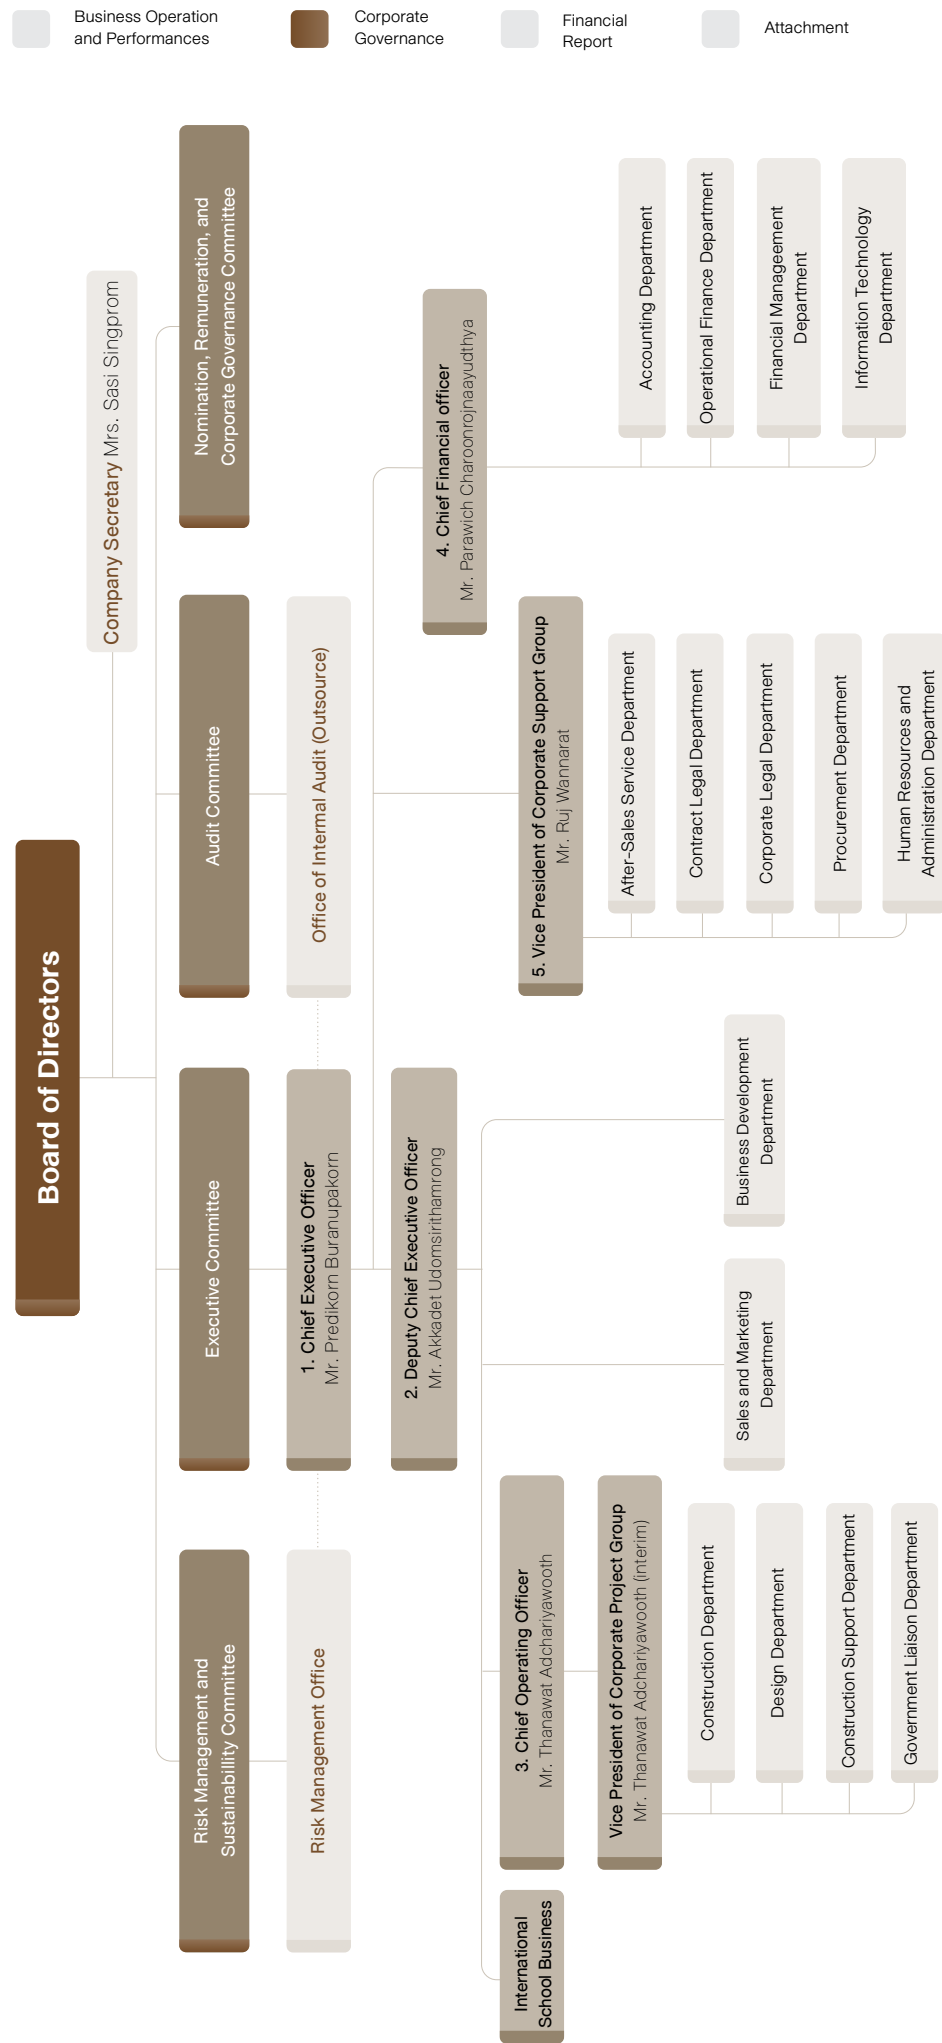 Business Operation
and Performances
Corporate
Governance
Financial
Report
Attachment
Board of Directors
Company Secretary Mrs. Sasi Singprom
Risk Management and
Sustainabillity Committee
Executive Committee
Audit Committee
Nomination, Remuneration, and
Corporate Governance Committee
Risk Management Office
1. Chief Executive Officer
Mr. Predikorn Buranupakorn
Office of Internal Audit (Outsource)
2. Deputy Chief Executive Officer
Mr. Akkadet Udomsirithamrong
4. Chief Financial officer
Mr. Parawich Charoonrojnaayudthya
International
School Business
3. Chief Operating Officer
Mr. Thanawat Adchariyawooth
5. Vice President of Corporate Support Group
Mr. Ruj Wannarat
Vice President of Corporate Project Group
Mr. Thanawat Adchariyawooth (interim)
Construction Department
Design Department
Construction Support Department
Government Liaison Department
Sales and Marketing
Department
Business Development
Department
After-Sales Service Department
Contract Legal Department
Corporate Legal Department
Procurement Department
Human Resources and
Administration Department
Accounting Department
Operational Finance Department
Financial Manageement
Department
Information Technology
Department